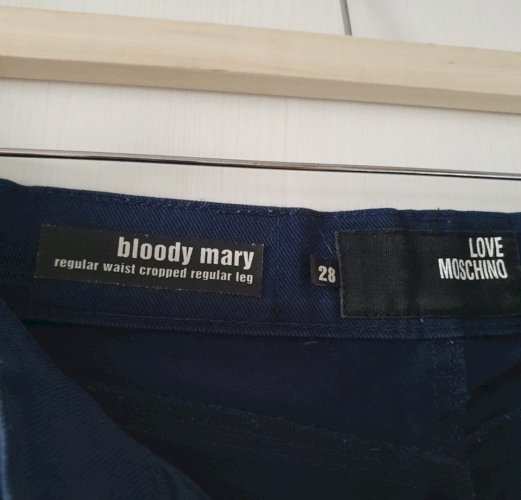 bloody mary
regular waist cropped regular leg
28
LOVE
MOSCHINO